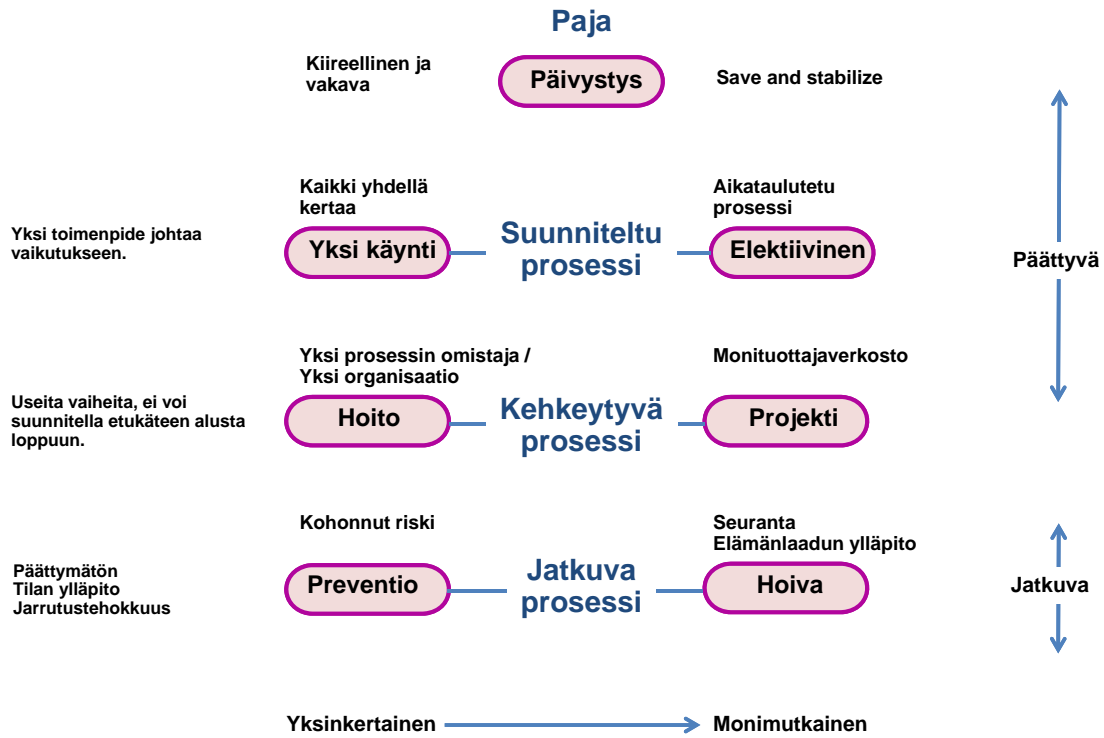 Paja
Kiireellinen ja
vakava
Päivystys
Save and stabilize
Kaikki yhdellä
kertaa
Aikataulutetu
prosessi
Yksi toimenpide johtaa
vaikutukseen.
Yksi käynti
Suunniteltu
prosessi
Elektiivinen
Päättyvä
Yksi prosessin omistaja /
Yksi organisaatio
Monituottajaverkosto
Useita vaiheita, ei voi
suunnitella etukäteen alusta
loppuun.
Hoito
Kehkeytyvä
prosessi
Projekti
Kohonnut riski
Seuranta
Elämänlaadun ylläpito
Päättymätön
Tilan ylläpito
Jarrutustehokkuus
Preventio
Jatkuva
prosessi
Hoiva
Jatkuva
Yksinkertainen
Monimutkainen